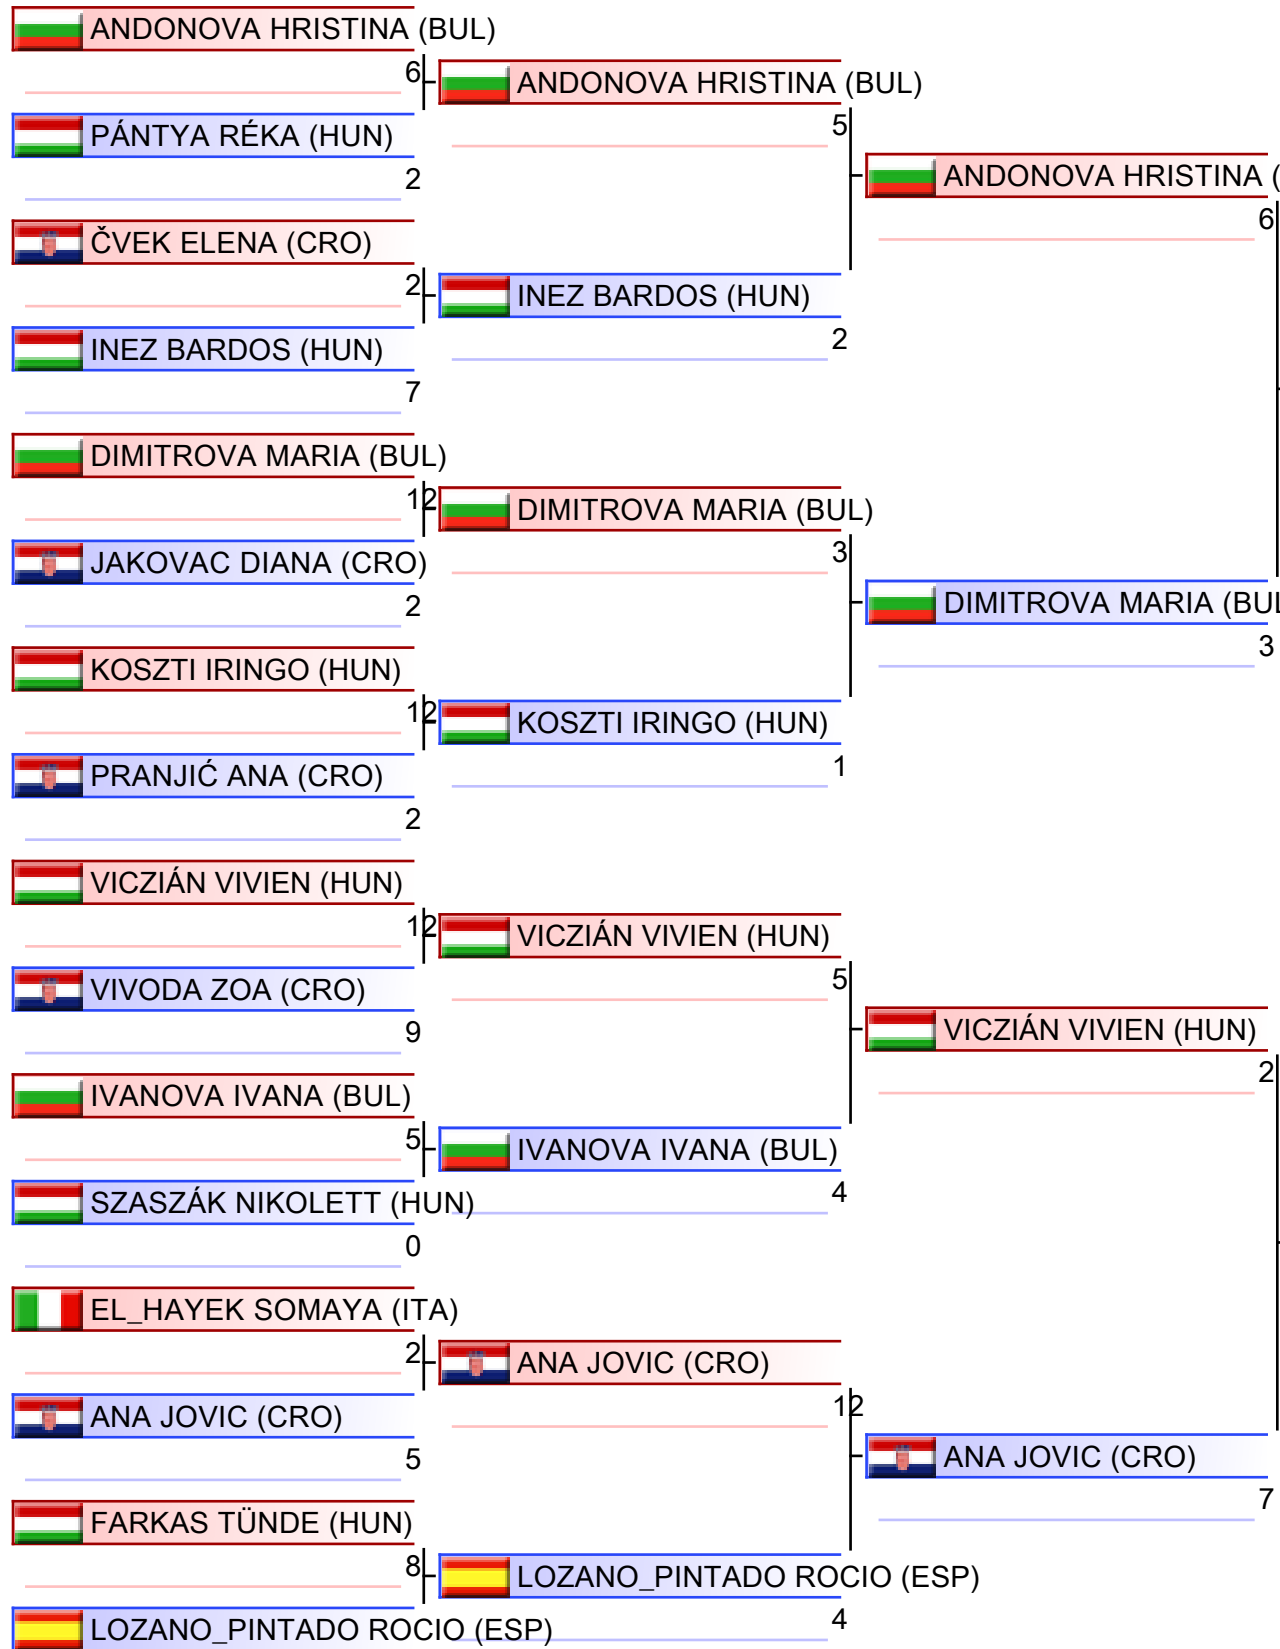 ANDONOVA HRISTINA (BUL)
6
PÁNTYA RÉKA (HUN)
2
ČVEK ELENA (CRO)
2
INEZ BARDOS (HUN)
7
DIMITROVA MARIA (BUL)
12
JAKOVAC DIANA (CRO)
2
KOSZTI IRINGO (HUN)
12
PRANJIĆ ANA (CRO)
2
VICZIÁN VIVIEN (HUN)
12
VIVODA ZOA (CRO)
9
IVANOVA IVANA (BUL)
5
SZASZÁK NIKOLETT (HUN)
0
EL_HAYEK SOMAYA (ITA)
2
ANA JOVIC (CRO)
5
FARKAS TÜNDE (HUN)
8
LOZANO_PINTADO ROCIO (ESP)
ANDONOVA HRISTINA (BUL)
5
INEZ BARDOS (HUN)
2
DIMITROVA MARIA (BUL)
3
KOSZTI IRINGO (HUN)
1
VICZIÁN VIVIEN (HUN)
5
IVANOVA IVANA (BUL)
4
ANA JOVIC (CRO)
12
LOZANO_PINTADO ROCIO (ESP)
4
ANDONOVA HRISTINA (
6
DIMITROVA MARIA (BUL
3
VICZIÁN VIVIEN (HUN)
2
ANA JOVIC (CRO)
7